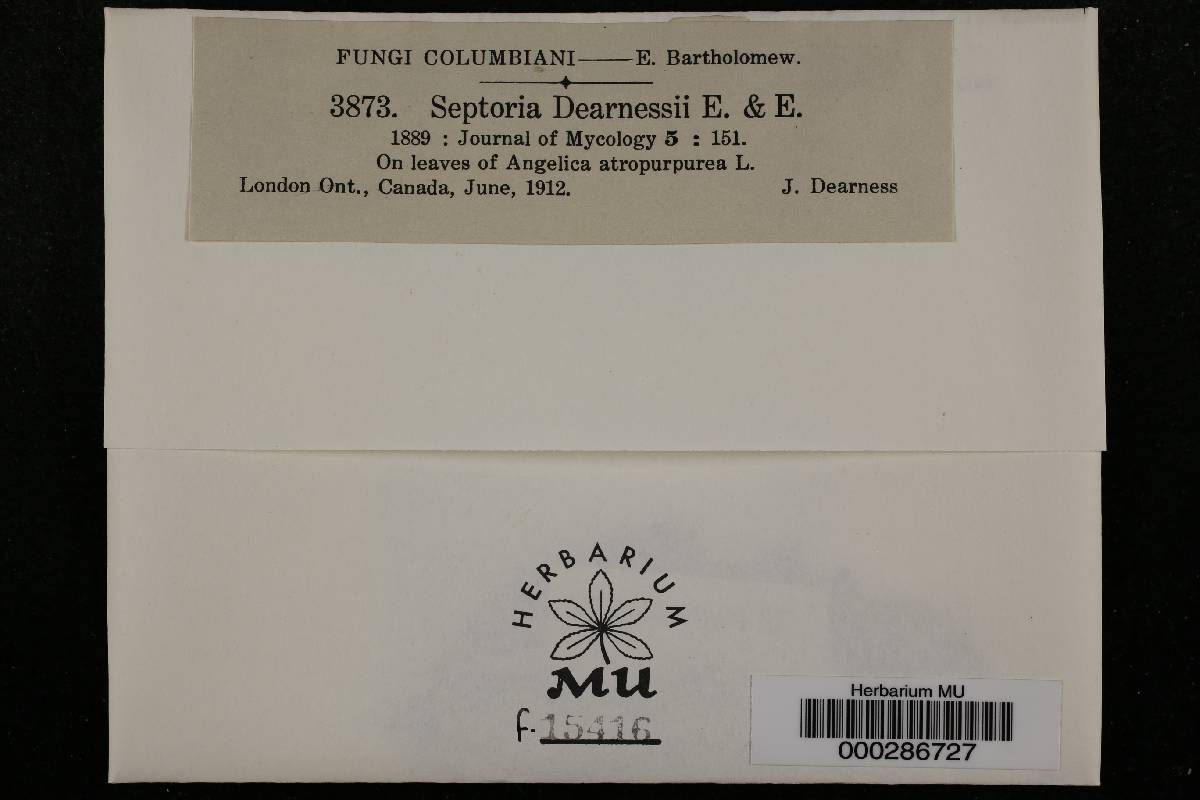 FUNGI COLUMBIANI——E. Bartholomew.
3873. Septoria Dearnessii E. & E.
1889 : Journal of Mycology 5 : 151.
On leaves of Angelica atropurpurea L.
London Ont., Canada, June, 1912. J. Dearness
HERBARIUM
MU
f. 15416
Herbarium MU
000286727